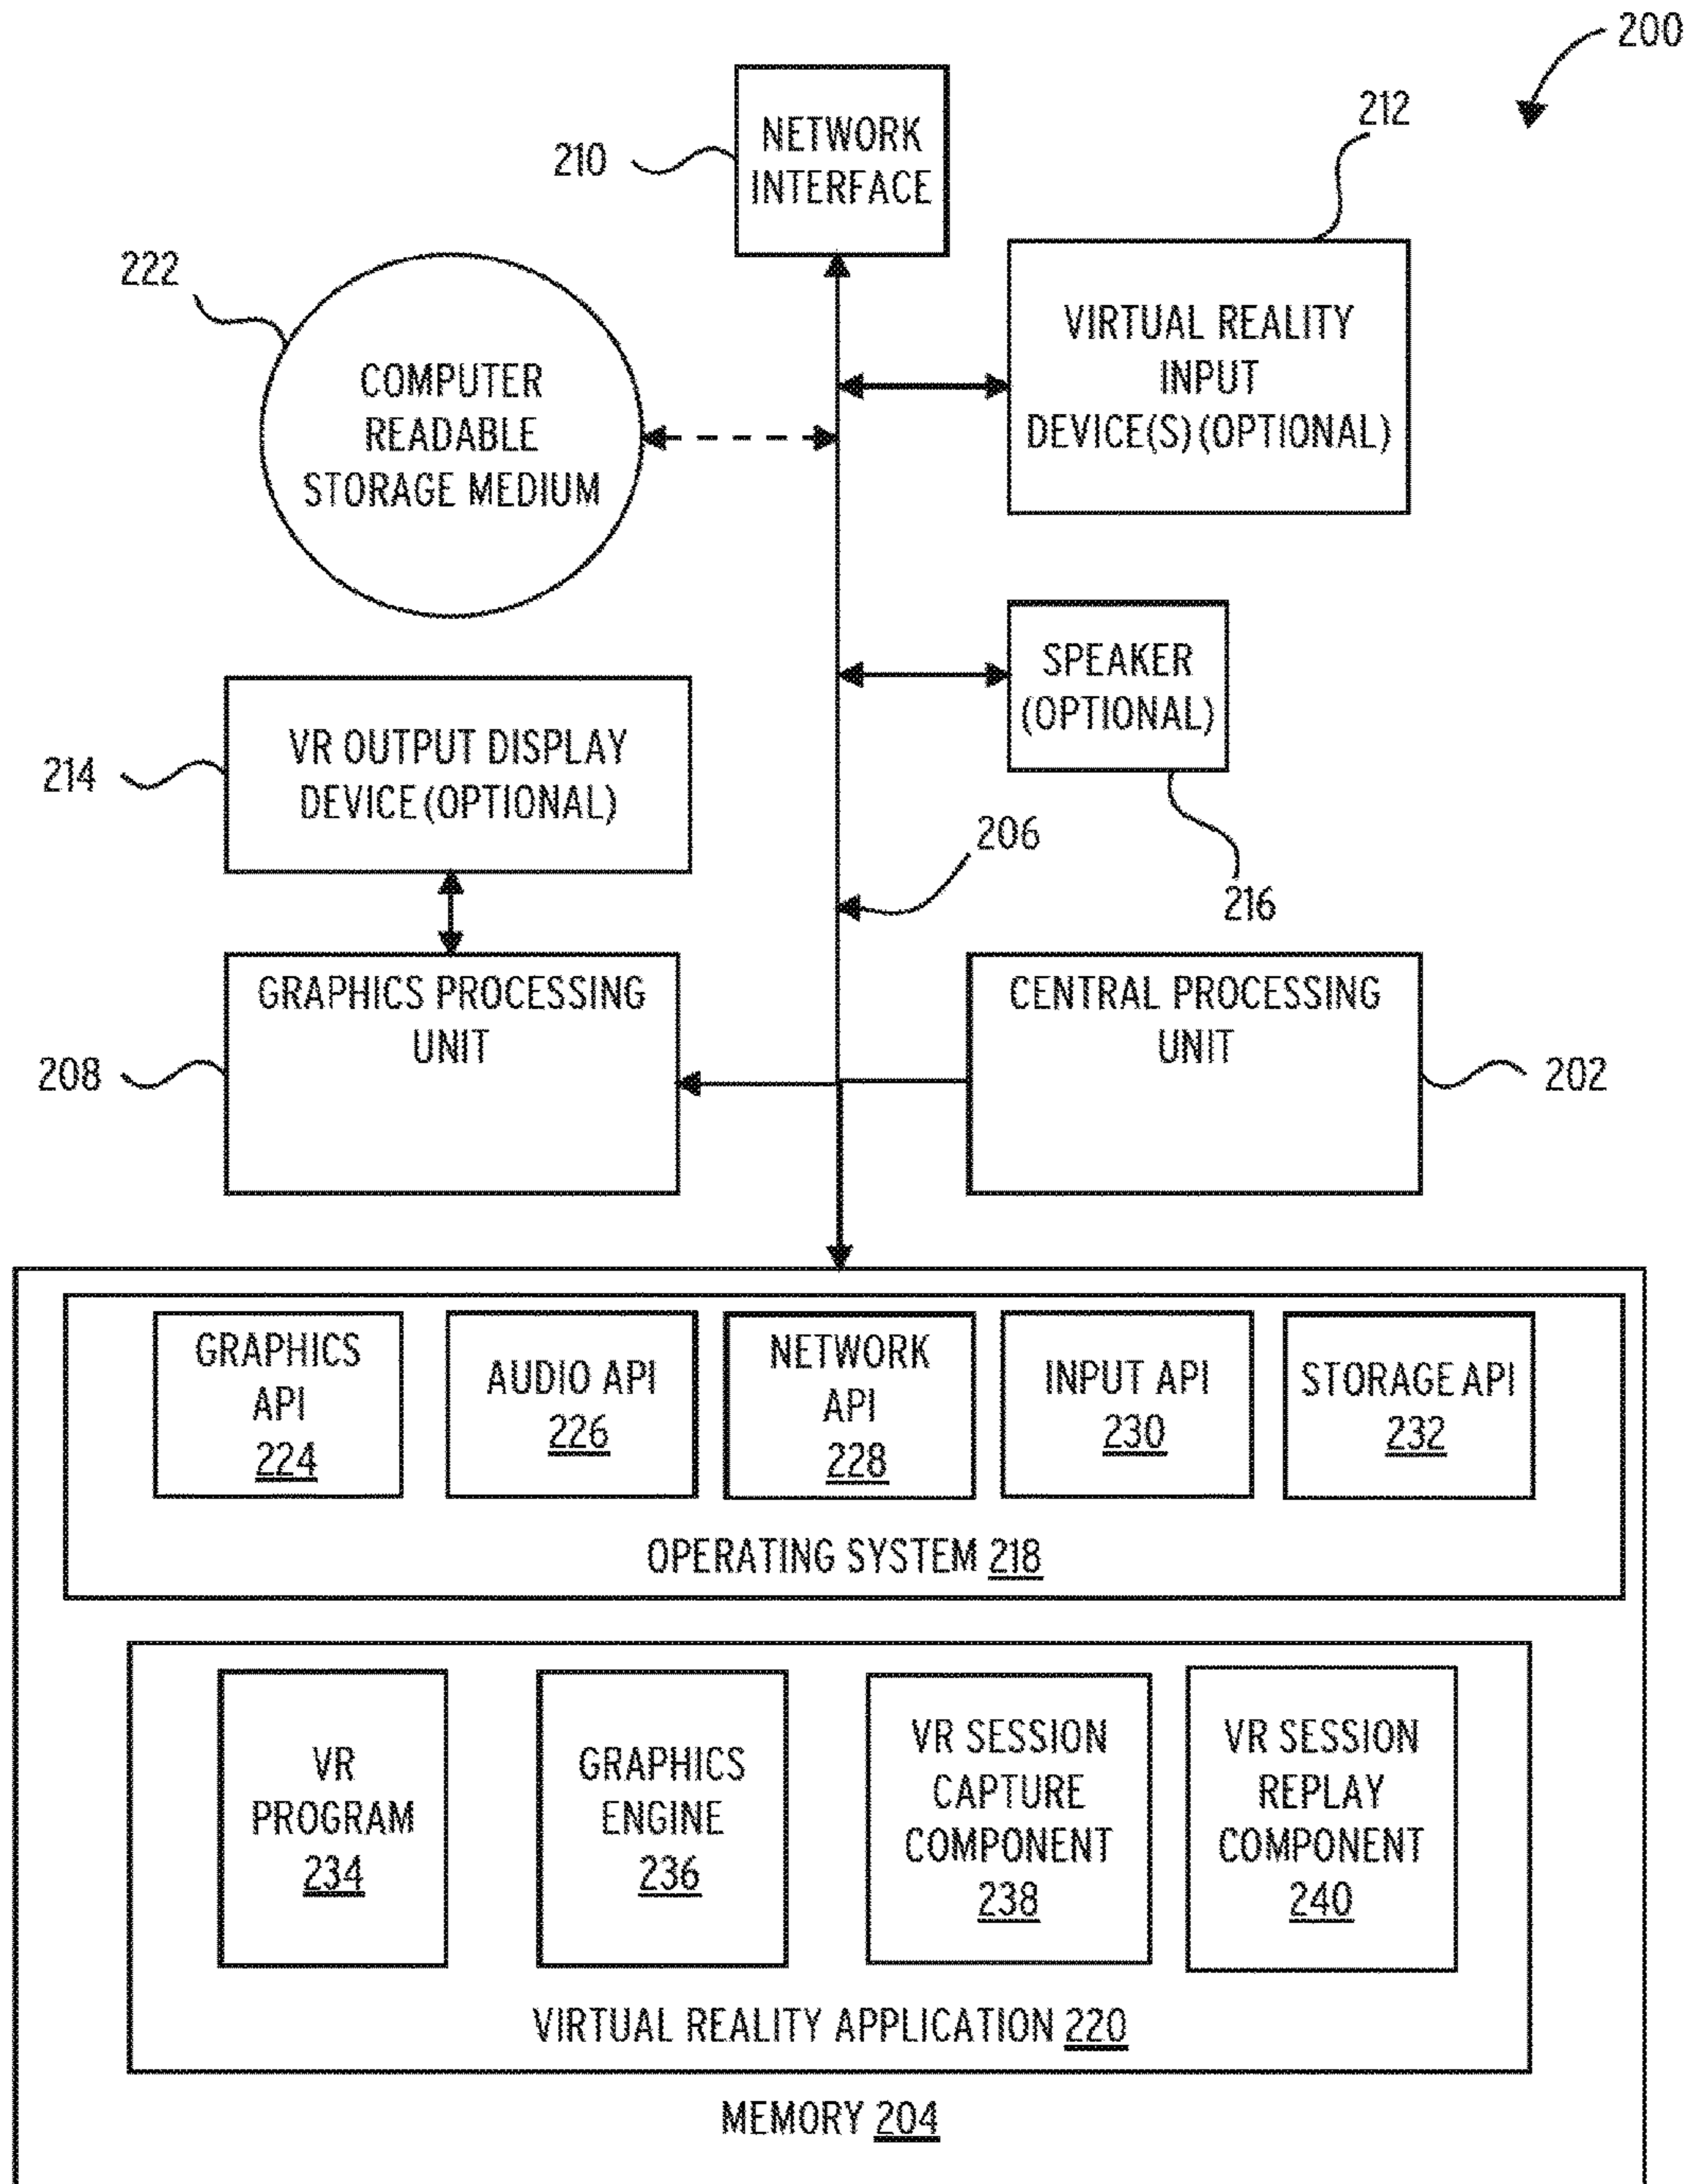 200
NETWORK
INTERFACE
210
212
222
COMPUTER
READABLE
STORAGE MEDIUM
VIRTUAL REALITY
INPUT
DEVICE(S) (OPTIONAL)
SPEAKER
(OPTIONAL)
216
VR OUTPUT DISPLAY
DEVICE (OPTIONAL)
214
206
GRAPHICS PROCESSING
UNIT
208
CENTRAL PROCESSING
UNIT
202
GRAPHICS
API
224
AUDIO API
226
NETWORK
API
228
INPUT API
230
STORAGE API
232
OPERATING SYSTEM 218
VR
PROGRAM
234
GRAPHICS
ENGINE
236
VR SESSION
CAPTURE
COMPONENT
238
VR SESSION
REPLAY
COMPONENT
240
VIRTUAL REALITY APPLICATION 220
MEMORY 204